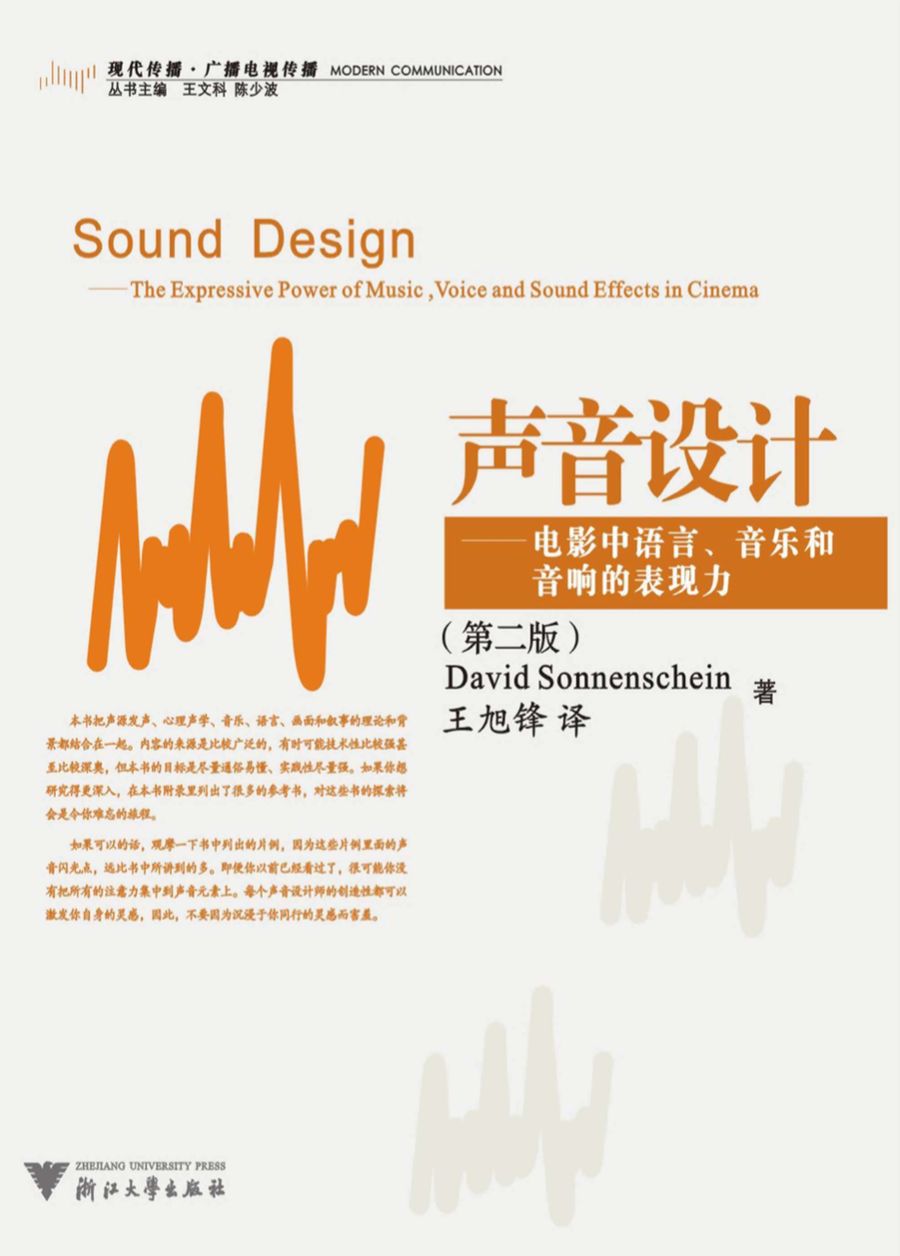 现代传播·广播电视传播 MODERN COMMUNICATION
丛书主编 王文科 陈少波
Sound Design
——The Expressive Power of Music ,Voice and Sound Effects in Cinema
声音设计
——电影中语言、音乐和
音响的表现力
（第二版）
David Sonnenschein 著
王旭锋 译
本书把声源发声、心理声学、音乐、语言、画面和叙事的理论和背
景都结合在一起。内容的来源是比较广泛的，有时可能技术性比较强甚
至比较深奥，但本书的目标是尽量通俗易懂、实践性尽量强。如果你想
研究得更深入，在本书附录里列出了很多的参考书，对这些书的探索将
会是令你难忘的旅程。
如果可以的话，观摩一下书中列出的片例，因为这些片例里面的声
音闪光点，远比书中所讲到的多。即便你以前已经看过了，很可能你没
有把所有的注意力集中到声音元素上。每个声音设计师的创造性都可以
激发你自身的灵感，因此，不要因为沉浸于你同行的灵感而害羞。
ZHEJIANG UNIVERSITY PRESS
浙江大学出版社